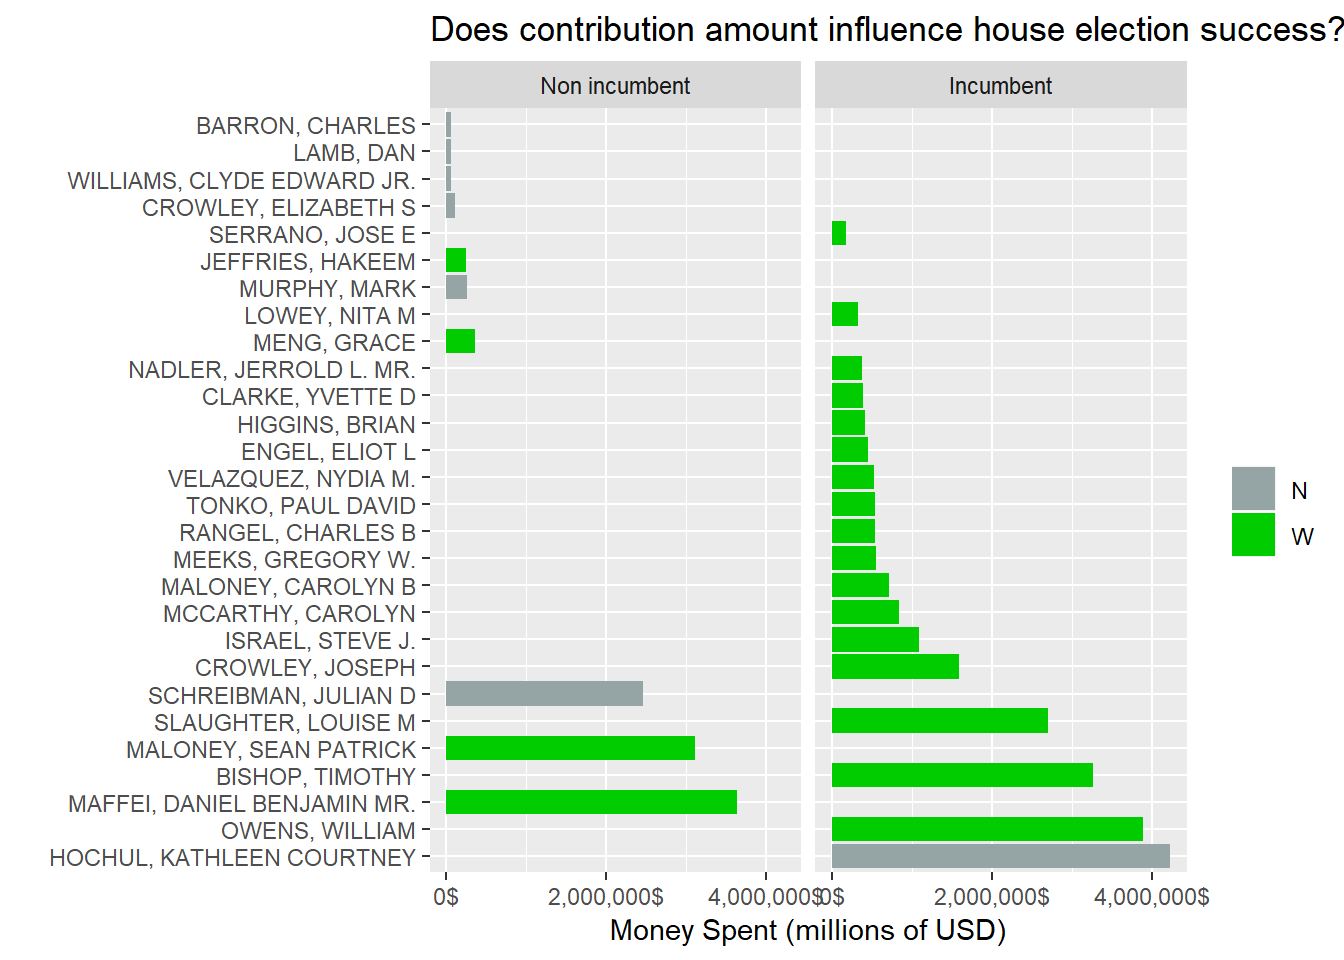 Does contribution amount influence house election success?
Non incumbent
Incumbent
BARRON, CHARLES
LAMB, DAN
WILLIAMS, CLYDE EDWARD JR.
CROWLEY, ELIZABETH S
SERRANO, JOSE E
JEFFRIES, HAKEEM
MURPHY, MARK
LOWEY, NITA M
MENG, GRACE
NADLER, JERROLD L. MR.
CLARKE, YVETTE D
HIGGINS, BRIAN
ENGEL, ELIOT L
VELAZQUEZ, NYDIA M.
TONKO, PAUL DAVID
RANGEL, CHARLES B
MEEKS, GREGORY W.
MALONEY, CAROLYN B
MCCARTHY, CAROLYN
ISRAEL, STEVE J.
CROWLEY, JOSEPH
SCHREIBMAN, JULIAN D
SLAUGHTER, LOUISE M
MALONEY, SEAN PATRICK
BISHOP, TIMOTHY
MAFFEI, DANIEL BENJAMIN MR.
OWENS, WILLIAM
HOCHUL, KATHLEEN COURTNEY
0$ 2,000,000$ 4,000,000$ 0$ 2,000,000$ 4,000,000$
Money Spent (millions of USD)
N
W